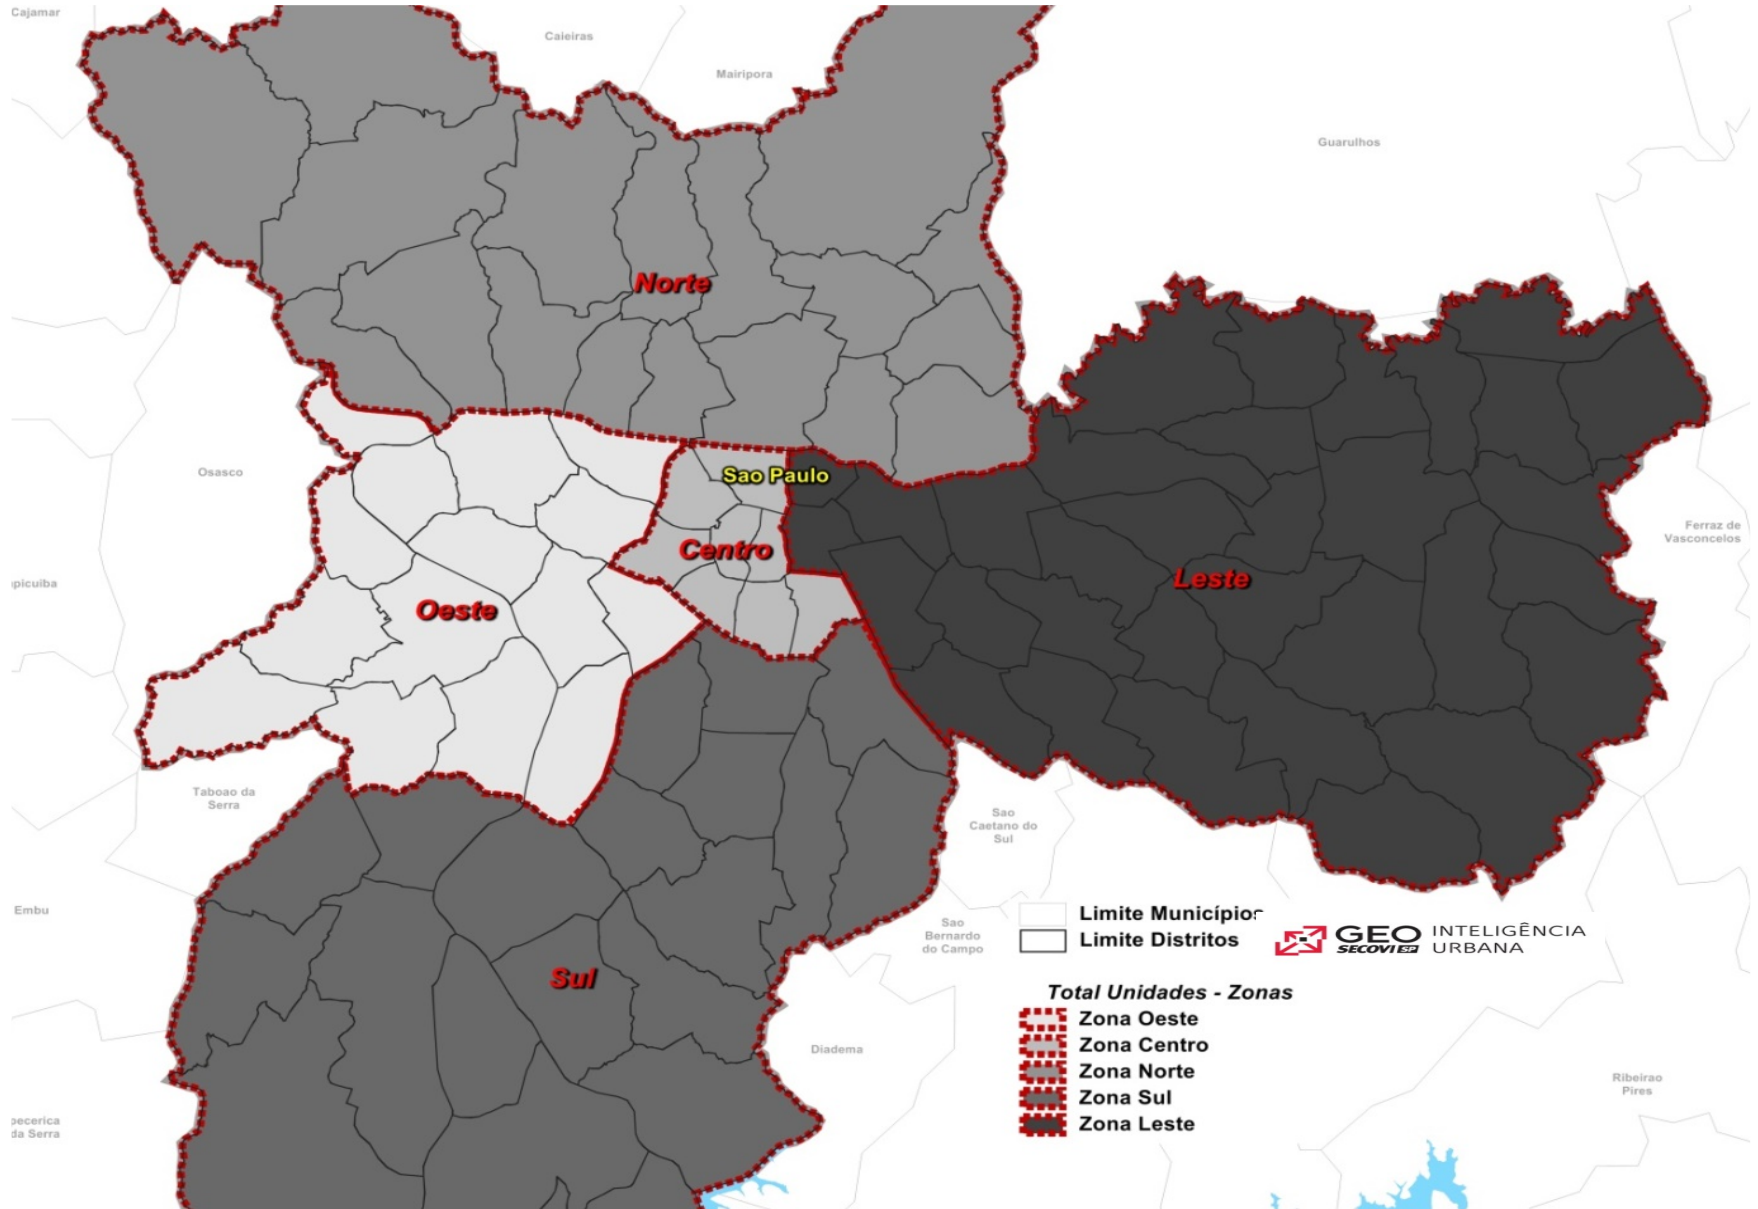 Cajamar
Caieiras
Mairipora
Guarulhos
Norte
Osasco
Sao Paulo
Ferraz de
Vasconcelos
Centro
Leste
apicuiba
Oeste
Taboao da
Serra
Sao
Caetano do
Sul
Embu
Sao
Bernardo
do Campo
Sul
Diadema
Ribeirao
Pires
pecerica
da Serra
Limite Municípios
Limite Distritos
GEO
SECOVI SP
INTELIGÊNCIA
URBANA
Total Unidades - Zonas
Zona Oeste
Zona Centro
Zona Norte
Zona Sul
Zona Leste